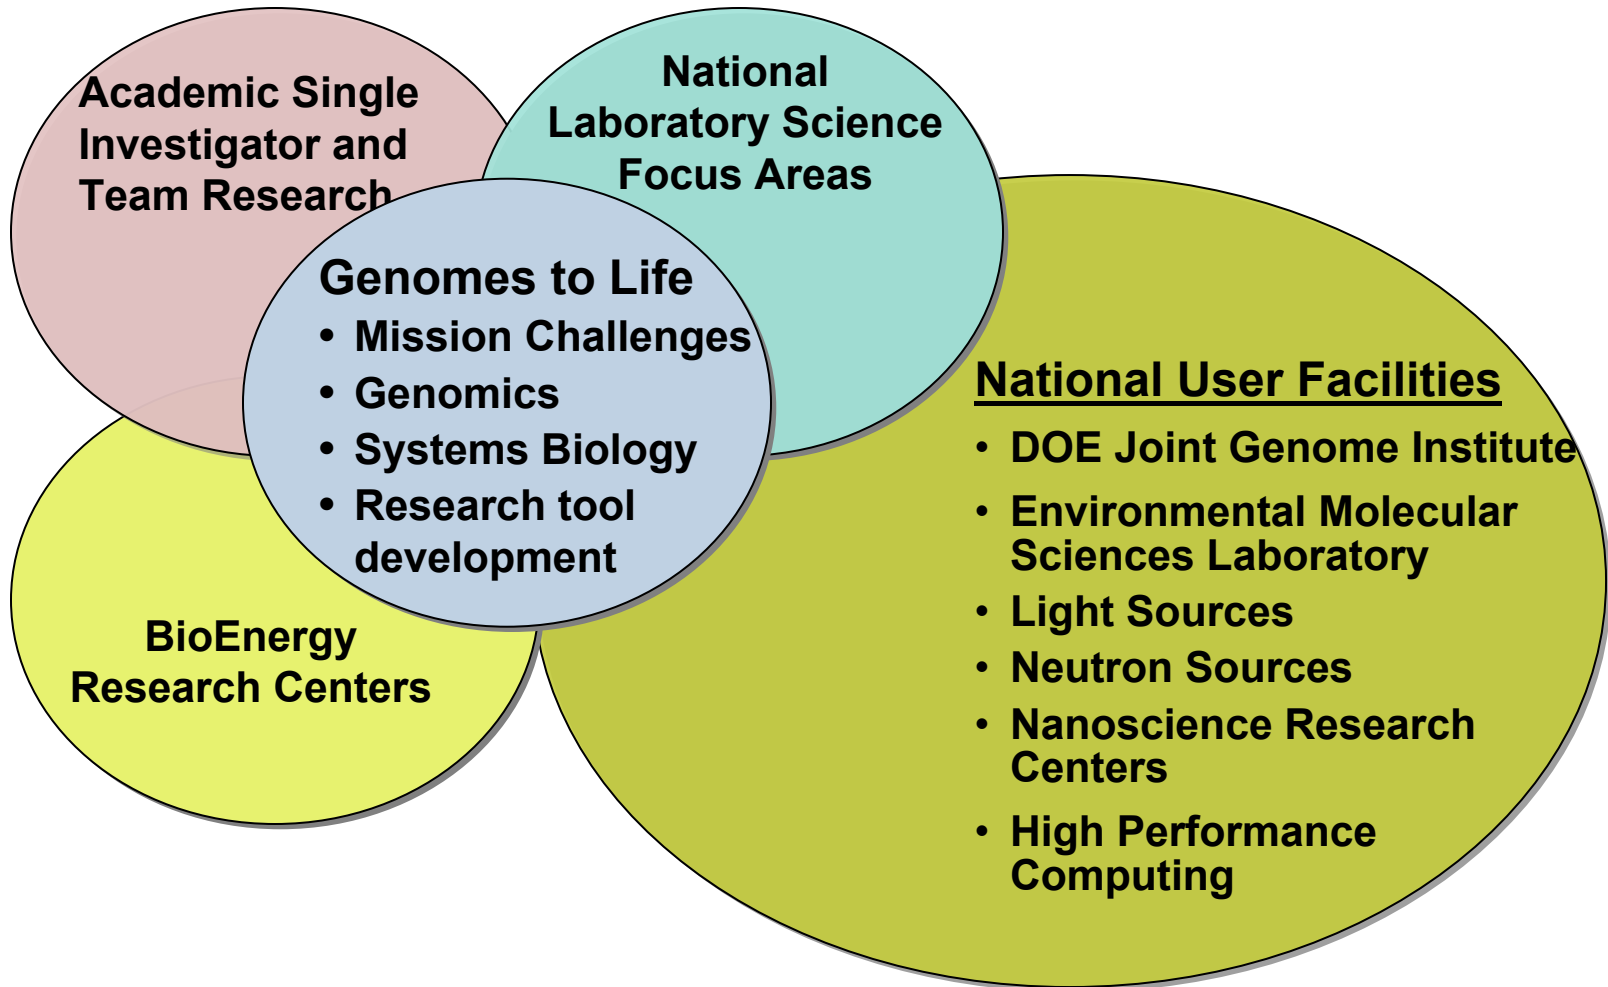 Academic Single
Investigator and
Team Research
National
Laboratory Science
Focus Areas
Genomes to Life
• Mission Challenges
• Genomics
• Systems Biology
• Research tool
development
BioEnergy
Research Centers
National User Facilities
• DOE Joint Genome Institute
• Environmental Molecular
Sciences Laboratory
• Light Sources
• Neutron Sources
• Nanoscience Research
Centers
• High Performance
Computing